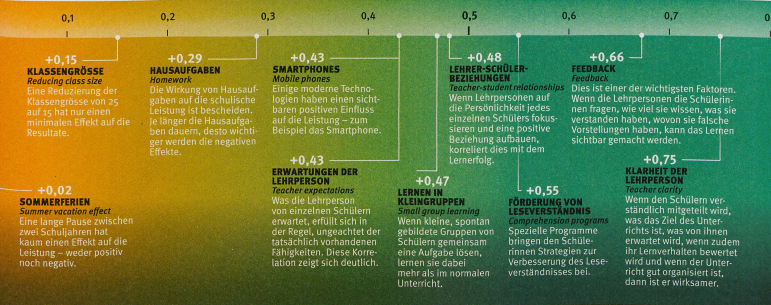 0,1 0,2 0,3 0,4 0,5 0,6 0,7 0
+0,15
KLASSENGRÖSSE
Reducing class size
Eine Reduzierung der
Klassengrösse von 25
auf 15 hat nur einen
minimalen Effekt auf die
Resultate.
+0,29
HAUSAUFGABEN
Homework
Die Wirkung von Hausauf-
gaben auf die schulische
Leistung ist bescheiden.
Je länger die Hausaufga-
ben dauern, desto wichti-
ger werden die negativen
Effekte.
+0,43
SMARTPHONES
Mobile phones
Einige moderne Techno-
logien haben einen sicht-
baren positiven Einfluss
auf die Leistung – zum
Beispiel das Smartphone.
+0,48
LEHRER-SCHÜLER-
BEZIEHUNGEN
Teacher-student relationships
Wenn Lehrpersonen auf
die Persönlichkeit jedes
einzelnen Schülers fokus-
sieren und eine positive
Beziehung aufbauen,
korreliert dies mit dem
Lernerfolg.
+0,66
FEEDBACK
Feedback
Dies ist einer der wichtigsten Faktoren.
Wenn die Lehrpersonen die Schülerin-
nen fragen, wie viel sie wissen, was sie
verstanden haben, wovon sie falsche
Vorstellungen haben, kann das Lernen
sichtbar gemacht werden.
+0,02
SOMMERFERIEN
Summer vacation effect
Eine lange Pause zwischen
zwei Schuljahren hat
kaum einen Effekt auf die
Leistung – weder positiv
noch negativ.
+0,43
ERWARTUNGEN DER
LEHRPERSON
Teacher expectations
Was die Lehrperson
von einzelnen Schülern
erwartet, erfüllt sich in
der Regel, ungeachtet der
tatsächlich vorhandenen
Fähigkeiten. Diese Korre-
lation zeigt sich deutlich.
+0,47
LERNEN IN
KLEINGRUPPEN
Small group learning
Wenn kleine, spontan
gebildete Gruppen von
Schülern gemeinsam
eine Aufgabe lösen,
lernen sie dabei
mehr als im normalen
Unterricht.
+0,55
FÖRDERUNG VON
LESEVERSTÄNDNIS
Comprehension programs
Spezielle Programme
bringen den Schüle-
rinnen Strategien zur
Verbesserung des Lese-
verständnisses bei.
+0,75
KLARHEIT DER
LEHRPERSON
Teacher clarity
Wenn den Schülern ver-
ständlich mitgeteilt wird,
was das Ziel des Unter-
richts ist, was von ihnen
erwartet wird, wenn zudem
ihr Lernverhalten bewertet
wird und wenn der Unter-
richt gut organisiert ist,
dann ist er wirksamer.